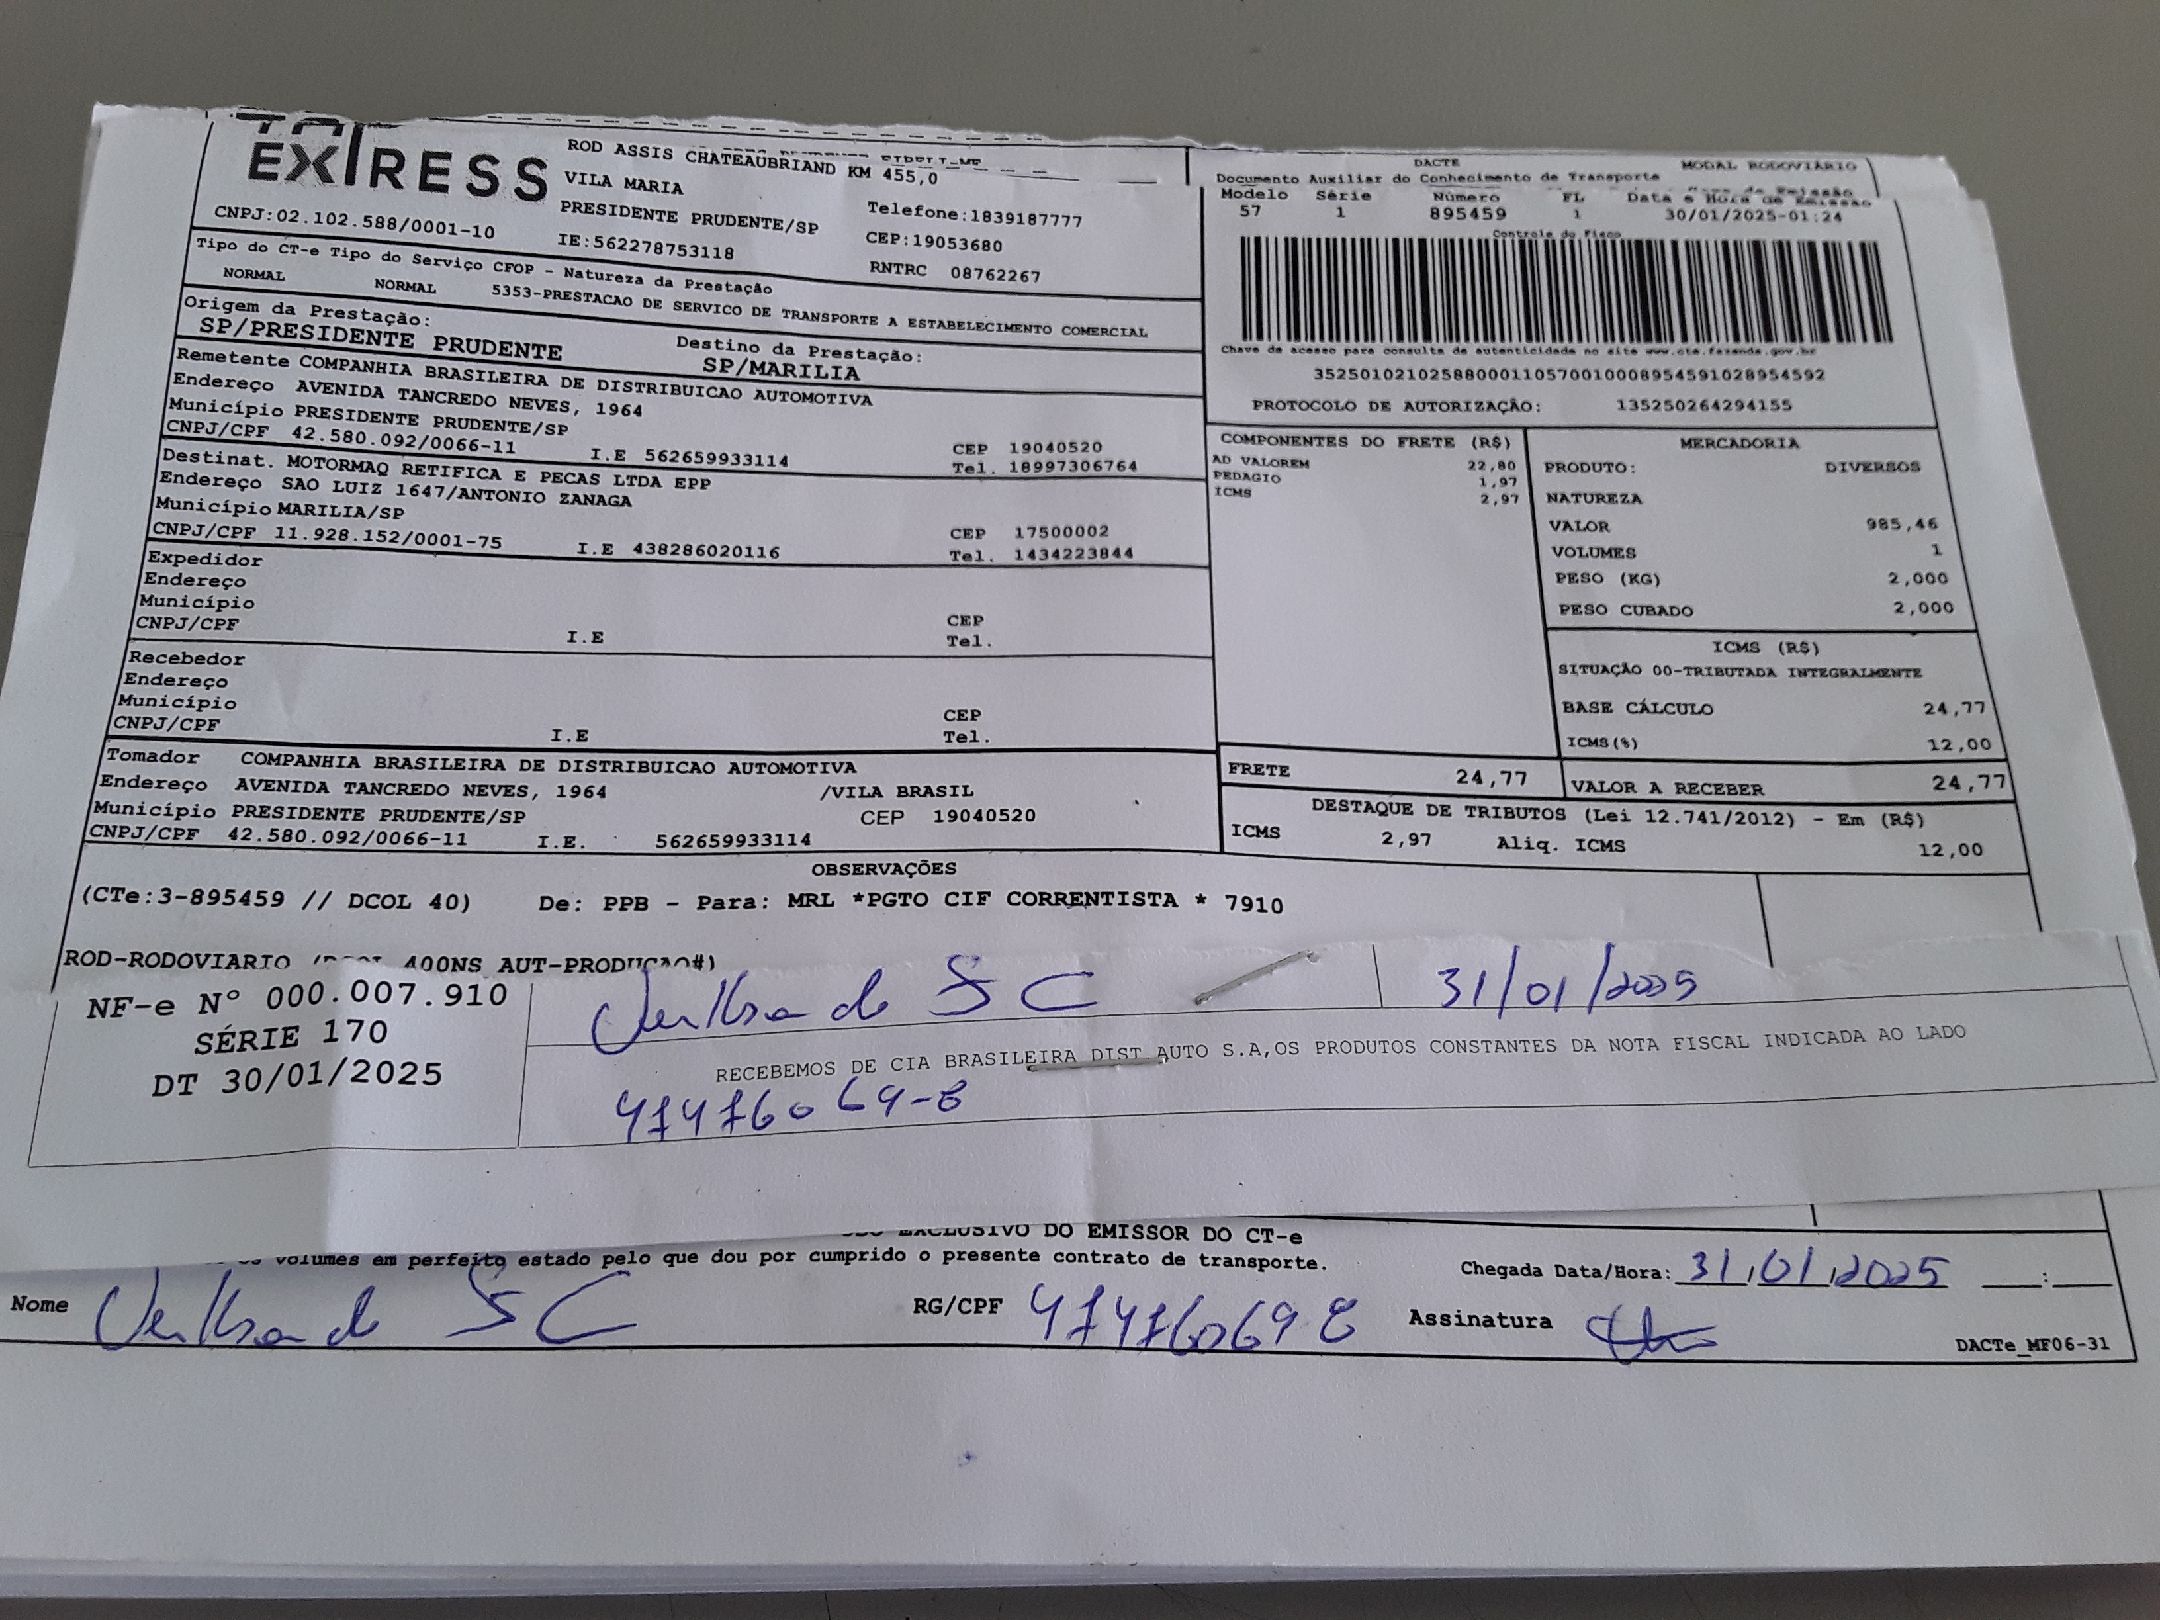 EXPRESS
ROD ASSIS CHATEAUBRIAND KM 455,0
VILA MARIA
PRESIDENTE PRUDENTE/SP Telefone:1839187777
CNPJ:02.102.588/0001-10 IE:562278753118 CEP:19053680
RNTRC 08762267
Tipo do CT-e Tipo do Serviço CFOP - Natureza da Prestação
NORMAL NORMAL 5353-PRESTACAO DE SERVICO DE TRANSPORTE A ESTABELECIMENTO COMERCIAL
Origem da Prestação: Destino da Prestação:
SP/PRESIDENTE PRUDENTE SP/MARILIA
Remetente COMPANHIA BRASILEIRA DE DISTRIBUICAO AUTOMOTIVA
Endereço AVENIDA TANCREDO NEVES, 1964
Município PRESIDENTE PRUDENTE/SP CEP 19040520
CNPJ/CPF 42.580.092/0066-11 I.E 562659933114 Tel. 18997306764
Destinat. MOTORMAQ RETIFICA E PECAS LTDA EPP
Endereço SAO LUIZ 1647/ANTONIO ZANAGA
Município MARILIA/SP CEP 17500002
CNPJ/CPF 11.928.152/0001-75 I.E 438286020116 Tel. 1434223844
Expedidor
Endereço
Município CEP
CNPJ/CPF I.E Tel.
Recebedor
Endereço
Município CEP
CNPJ/CPF I.E Tel.
Tomador COMPANHIA BRASILEIRA DE DISTRIBUICAO AUTOMOTIVA
Endereço AVENIDA TANCREDO NEVES, 1964 /VILA BRASIL
Município PRESIDENTE PRUDENTE/SP CEP 19040520
CNPJ/CPF 42.580.092/0066-11 I.E. 562659933114
DACTE MODAL RODOVIÁRIO
Documento Auxiliar do Conhecimento de Transporte
Modelo Série Número FL Data e Hora de Emissão
57 1 895459 1 30/01/2025-01:24
Controle do Fisco
Chave de acesso para consulta de autenticidade no site www.cte.fazenda.gov.br
35250102102588000110570010008954591028954592
PROTOCOLO DE AUTORIZAÇÃO: 135250264294155
COMPONENTES DO FRETE (R$)
AD VALOREM 22,80
PEDAGIO 1,97
ICMS 2,97
MERCADORIA
PRODUTO: DIVERSOS
NATUREZA
VALOR 985,46
VOLUMES 1
PESO (KG) 2,000
PESO CUBADO 2,000
ICMS (R$)
SITUAÇÃO 00-TRIBUTADA INTEGRALMENTE
BASE CÁLCULO 24,77
ICMS(%) 12,00
FRETE 24,77 VALOR A RECEBER 24,77
DESTAQUE DE TRIBUTOS (Lei 12.741/2012) - Em (R$)
ICMS 2,97 Aliq. ICMS 12,00
OBSERVAÇÕES
(CTe:3-895459 // DCOL 40) De: PPB - Para: MRL *PGTO CIF CORRENTISTA * 7910
ROD-RODOVIARIO 400NS AUT-PRODUCAO#)
NF-e Nº 000.007.910
SÉRIE 170
DT 30/01/2025
31/01/2025
RECEBEMOS DE CIA BRASILEIRA DIST AUTO S.A,OS PRODUTOS CONSTANTES DA NOTA FISCAL INDICADA AO LADO
EXCLUSIVO DO EMISSOR DO CT-e
volumes em perfeito estado pelo que dou por cumprido o presente contrato de transporte.
Chegada Data/Hora: 31/01/2025 __:__
Nome RG/CPF Assinatura
DACTe_MF06-31